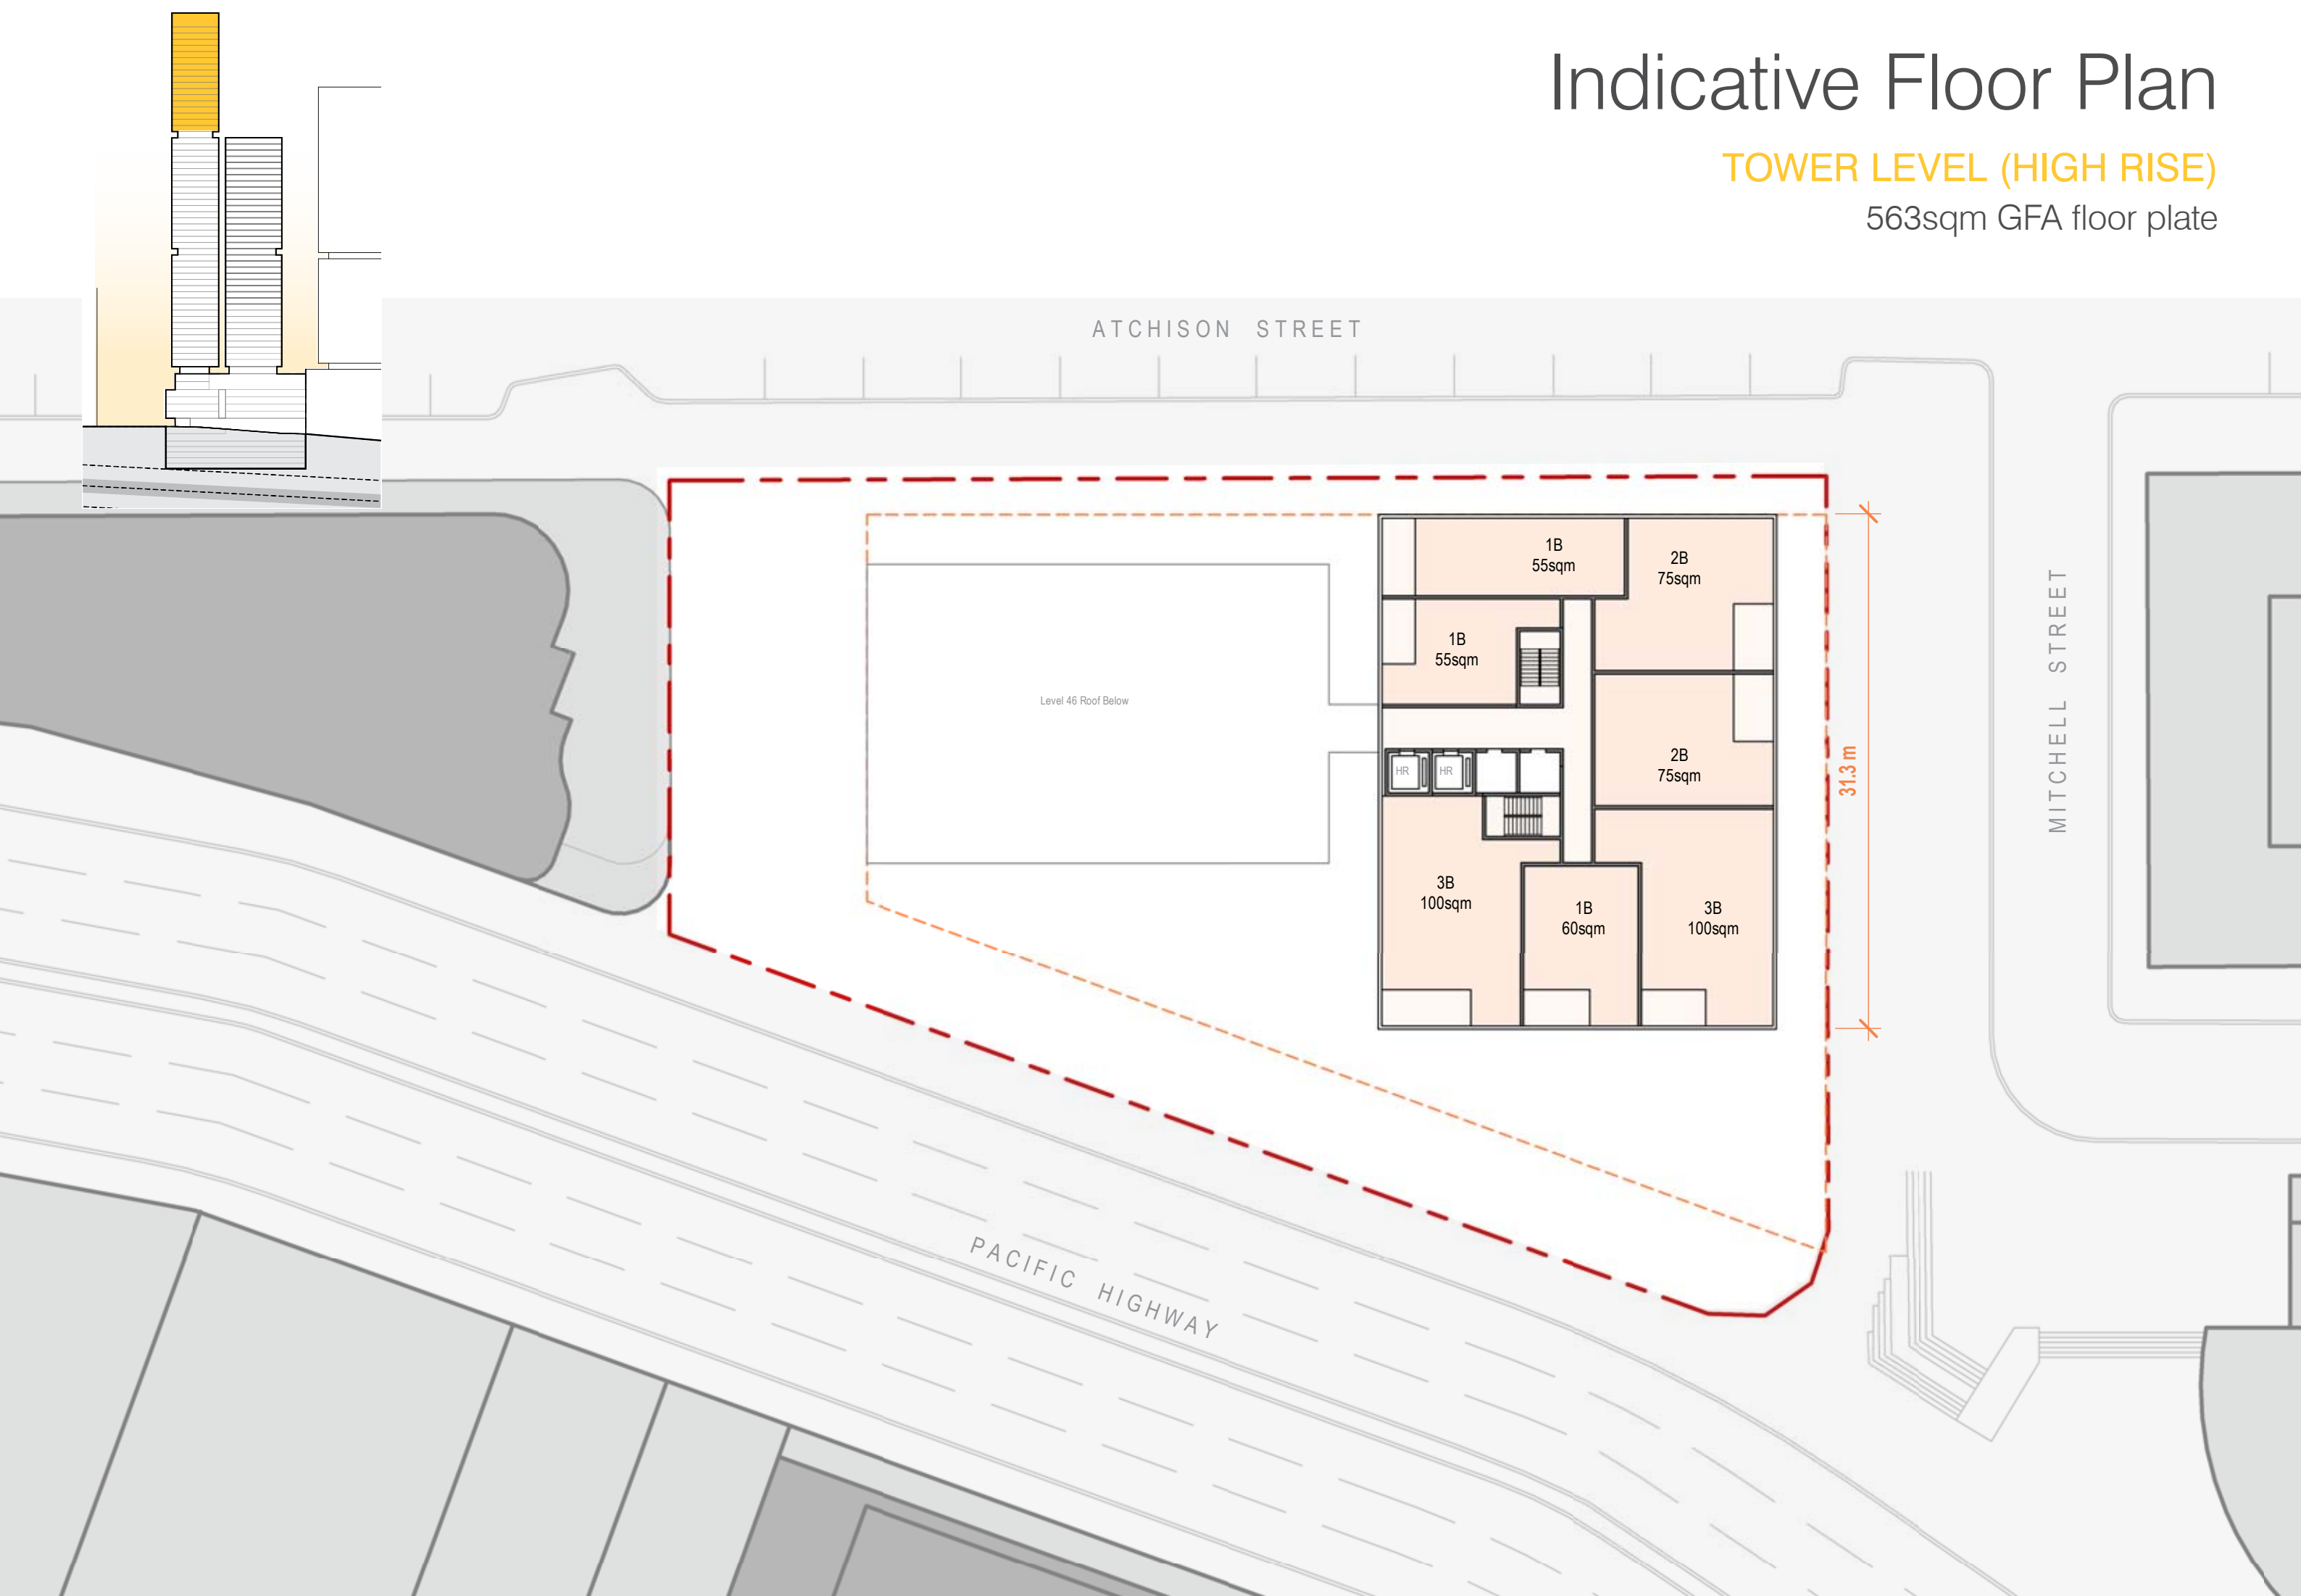 Indicative Floor Plan
TOWER LEVEL (HIGH RISE)
563sqm GFA floor plate
ATCHISON STREET
1B
55sqm
2B
75sqm
1B
55sqm
MITCHELL STREET
Level 46 Roof Below
2B
75sqm
31.3 m
HR
HR
3B
100sqm
1B
60sqm
3B
100sqm
PACIFIC HIGHWAY